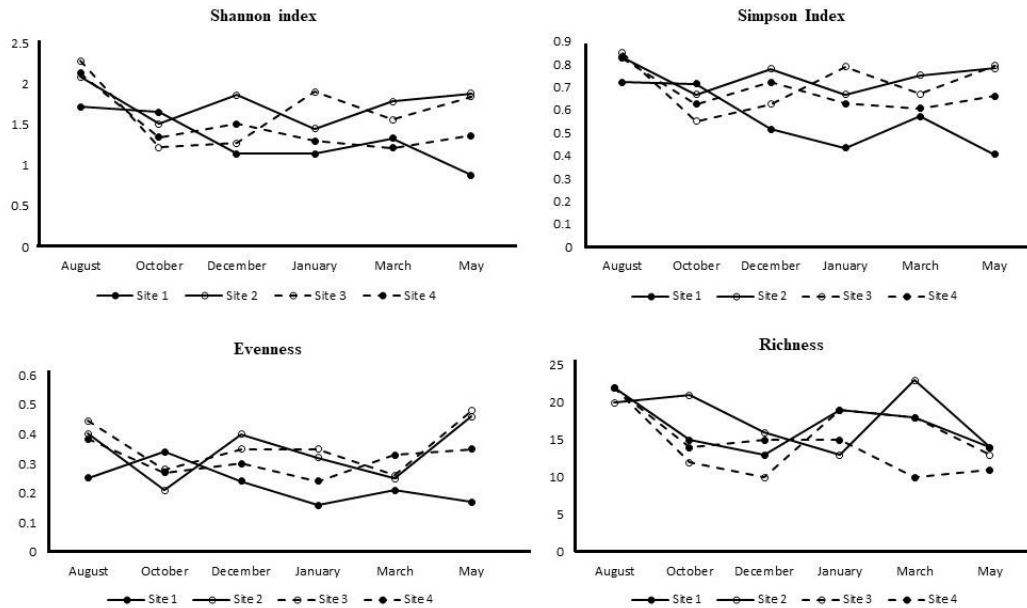 Shannon index
2.5
2
1.5
1
0.5
0
August October December January March May
Site 1 Site 2 Site 3 Site 4
Simpson Index
0.9
0.8
0.7
0.6
0.5
0.4
0.3
0.2
0.1
0
August October December January March May
Site 1 Site 2 Site 3 Site 4
Evenness
0.6
0.5
0.4
0.3
0.2
0.1
0
August October December January March May
Site 1 Site 2 Site 3 Site 4
Richness
25
20
15
10
5
0
August October December January March May
Site 1 Site 2 Site 3 Site 4